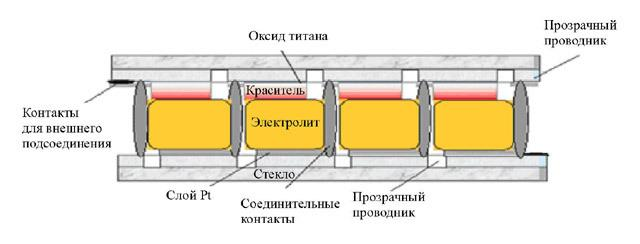 Оксид титана
Прозрачный
проводник
Краситель
Контакты
для внешнего
подсоединения
Электролит
Стекло
Слой Pt
Соединительные
контакты
Прозрачный
проводник